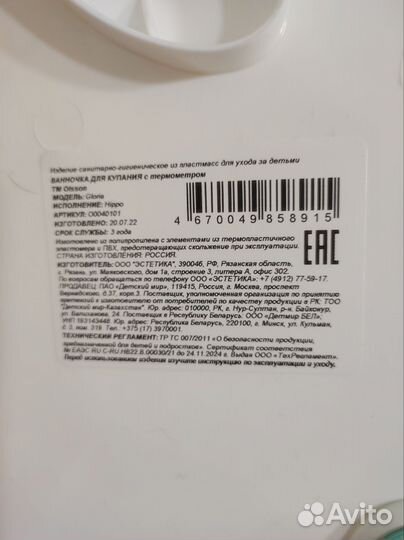 Изделие санитарно-гигиеническое из пластмасс для ухода за детьми
ВАННОЧКА ДЛЯ КУПАНИЯ с термометром
ТМ Olsson
МОДЕЛЬ: Gloria
ИСПОЛНЕНИЕ: Hippo
АРТИКУЛ: O0040101
ИЗГОТОВЛЕНО: 20.07.22
СРОК СЛУЖБЫ: 3 года
4 670049 858915
Изготовлено из полипропилена с элементами из термопластичного
эластомера и ПВХ, предотвращающих скольжение при эксплуатации.
СТРАНА ИЗГОТОВЛЕНИЯ: РОССИЯ.
EAC
ИЗГОТОВИТЕЛЬ: ООО "ЭСТЕТИКА", 390046, РФ, Рязанская область,
г. Рязань, ул. Маяковского, дом 1а, строение 3, литера А, офис 302.
По вопросам обращаться по телефону ООО "ЭСТЕТИКА": +7 (4912) 77-59-17.
ПРОДАВЕЦ ПАО «Детский мир», 119415, Россия, г. Москва, проспект
Вернадского, д.37, корп 3. Поставщик, уполномоченная организация по принятию
претензий к изготовителю от потребителей по качеству продукции в РК: ТОО
"Детский мир-Казахстан" Юр. адрес: 010000, РК, г. Нур-Султан, р-н. Байконур,
ул. 24. Поставщик в Республику Беларусь: ООО «Детмир БЕЛ»,
УНП 193143448 Юр. адрес: Республика Беларусь, 220100, г. Минск, ул. Кульман,
д. пом. 319 Тел. +375 (17) 3970001.
ТЕХНИЧЕСКИЙ РЕГЛАМЕНТ: ТР ТС 007/2011 «О безопасности продукции,
предназначенной для детей и подростков». Сертификат соответствия
№ ЕАЭС RU С-RU.НВ22.В.00030/21 до 24.11.2024 г. Выдан ООО «ТехРегламент».
Перед использованием изделия изучите инструкцию по эксплуатации и уходу.
Avito